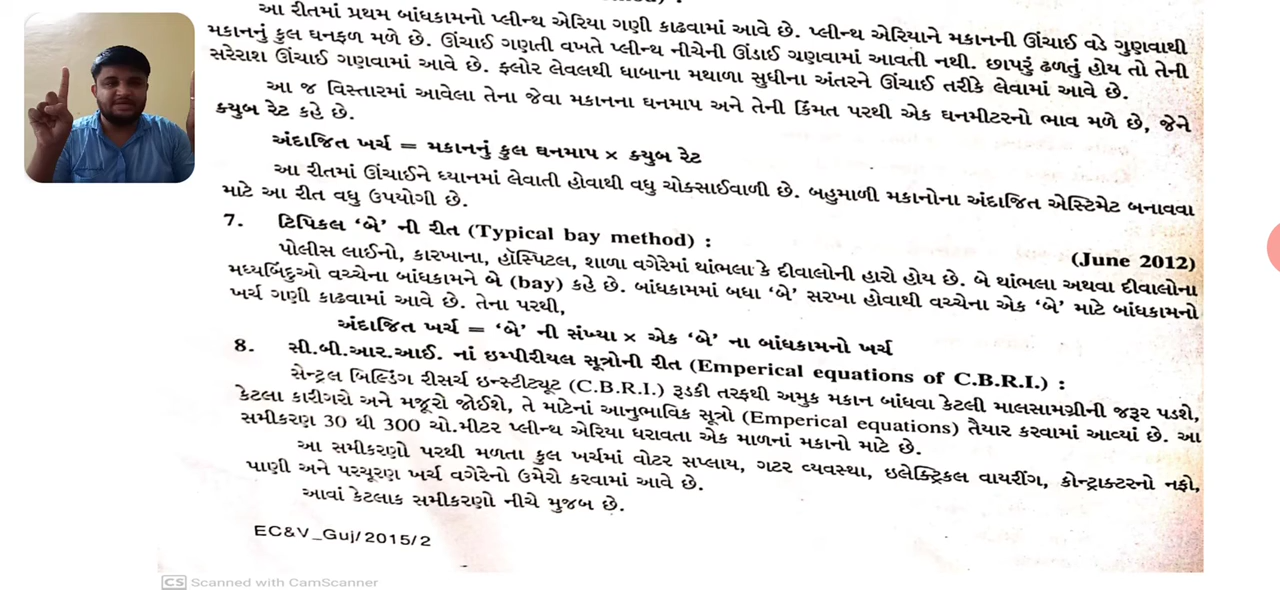 આ રીતમાં પ્રથમ બાંધકામનો પ્લીન્થ એરિયા ગણી કાઢવામાં આવે છે. પ્લીન્થ એરિયાને મકાનની ઊંચાઈ વડે ગુણવાથી
મકાનનું કુલ ઘનફળ મળે છે. ઊંચાઈ ગણતી વખતે પ્લીન્થ નીચેની ઊંડાઈ ગણવામાં આવતી નથી. છાપરું ઢળતું હોય તો તેની
સરેરાશ ઊંચાઈ ગણવામાં આવે છે. ફ્લોર લેવલથી ધાબાના મથાળા સુધીના અંતરને ઊંચાઈ તરીકે લેવામાં આવે છે.
આ જ વિસ્તારમાં આવેલા તેના જેવા મકાનના ઘનમાપ અને તેની કિંમત પરથી એક ઘનમીટરનો ભાવ મળે છે, જેને
ક્યુબ રેટ કહે છે.
અંદાજિત ખર્ચ = મકાનનું કુલ ઘનમાપ × ક્યુબ રેટ
આ રીતમાં ઊંચાઈને ધ્યાનમાં લેવાતી હોવાથી વધુ ચોક્સાઈવાળી છે. બહુમાળી મકાનોના અંદાજિત એસ્ટિમેટ બનાવવા
માટે આ રીત વધુ ઉપયોગી છે.
7. ટિપિકલ ‘બે’ ની રીત (Typical bay method) :
(June 2012)
પોલીસ લાઈનો, કારખાના, હૉસ્પિટલ, શાળા વગેરેમાં થાંભલા કે દીવાલોની હારો હોય છે. બે થાંભલા અથવા દીવાલોના
મધ્યબિંદુઓ વચ્ચેના બાંધકામને બે (bay) કહે છે. બાંધકામમાં બધા ‘બે’ સરખા હોવાથી વચ્ચેના એક ‘બે’ માટે બાંધકામનો
ખર્ચ ગણી કાઢવામાં આવે છે. તેના પરથી,
અંદાજિત ખર્ચ = ‘બે’ ની સંખ્યા × એક ‘બે’ ના બાંધકામનો ખર્ચ
8. સી.બી.આર.આઈ. નાં ઇમ્પીરીયલ સૂત્રોની રીત (Emperical equations of C.B.R.I.) :
સેન્ટ્રલ બિલ્ડિંગ રીસર્ચ ઇન્સ્ટીટ્યૂટ (C.B.R.I.) રૂડકી તરફથી અમુક મકાન બાંધવા કેટલી માલસામગ્રીની જરૂર પડશે,
કેટલા કારીગરો અને મજૂરો જોઈશે, તે માટેનાં આનુભાવિક સૂત્રો (Emperical equations) તૈયાર કરવામાં આવ્યાં છે. આ
સમીકરણ 30 થી 300 ચો.મીટર પ્લીન્થ એરિયા ધરાવતા એક માળનાં મકાનો માટે છે.
આ સમીકરણો પરથી મળતા કુલ ખર્ચમાં વોટર સપ્લાય, ગટર વ્યવસ્થા, ઇલેક્ટ્રિકલ વાયરીંગ, કોન્ટ્રાક્ટરનો નફો,
પાણી અને પરચૂરણ ખર્ચ વગેરેનો ઉમેરો કરવામાં આવે છે.
આવાં કેટલાક સમીકરણો નીચે મુજબ છે.
EC&V_Guj/2015/2
CS Scanned with CamScanner